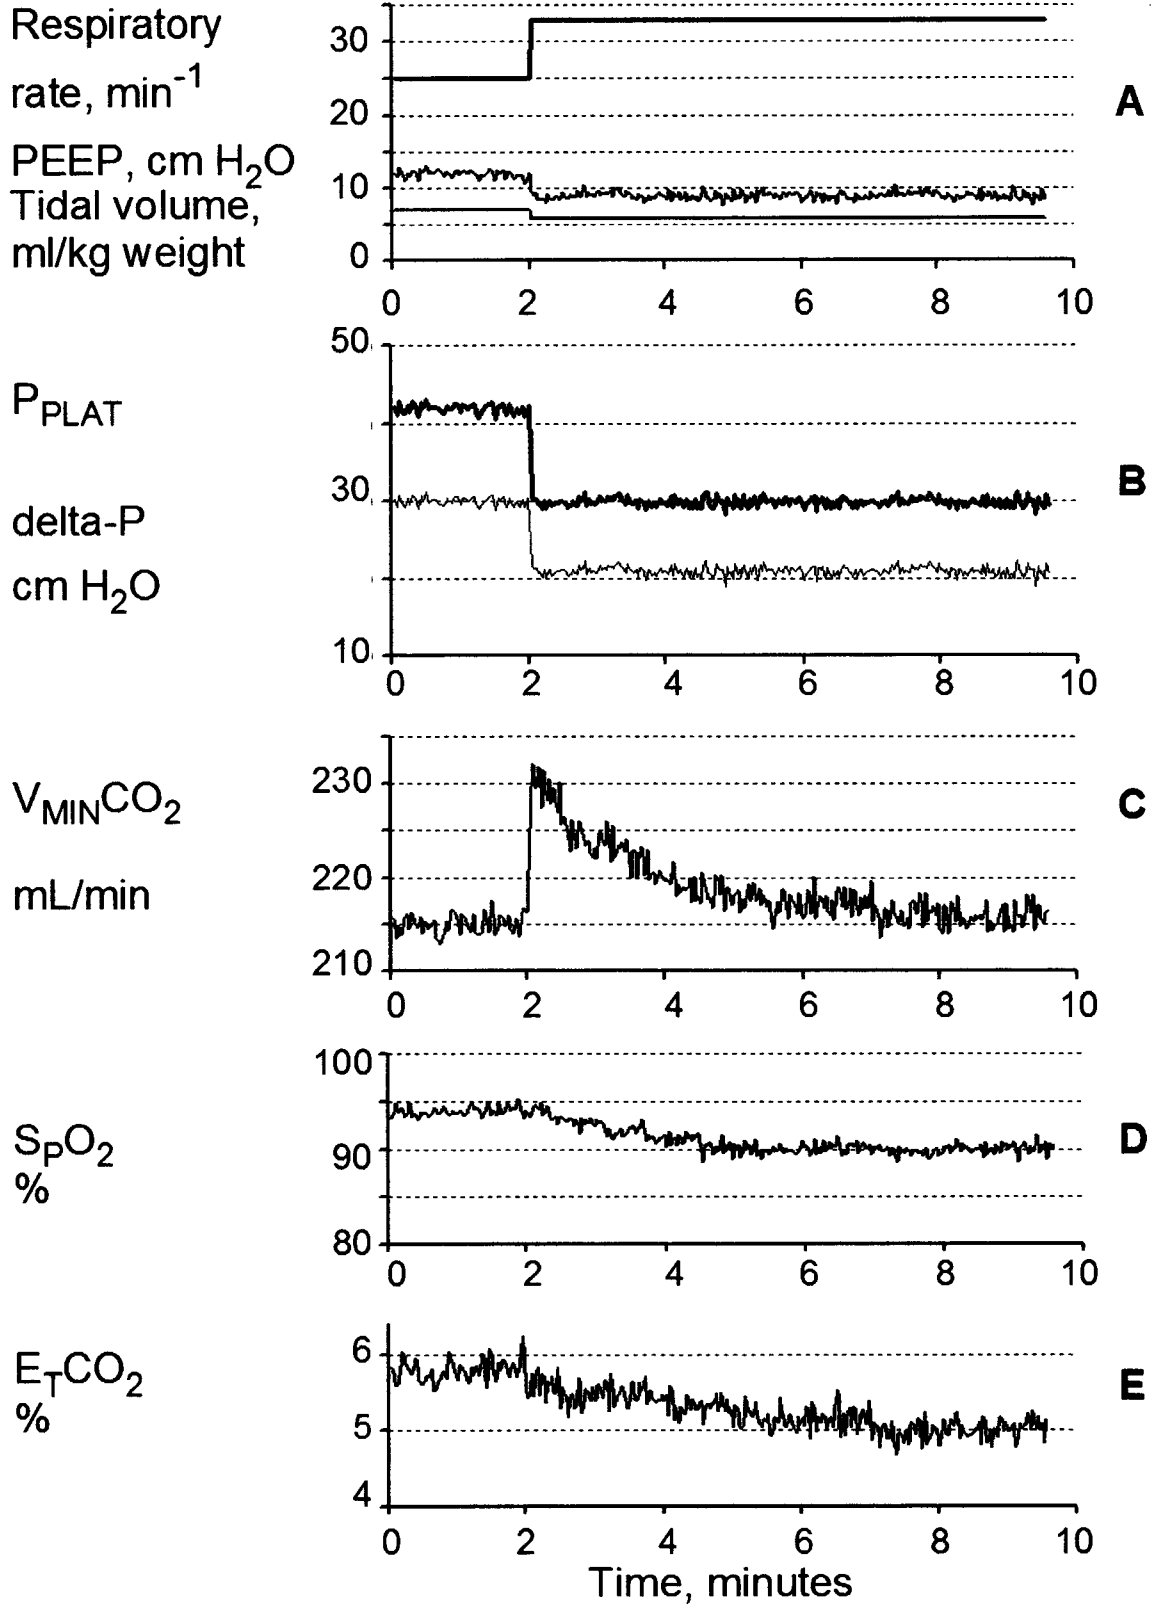 Respiratory
rate, min-1
PEEP, cm H2O
Tidal volume,
ml/kg weight
30
20
10
0
0 2 4 6 8 10
A
PPLAT
delta-P
cm H2O
50
30
10
0 2 4 6 8 10
B
VMINCO2
mL/min
230
220
210
0 2 4 6 8 10
C
SPO2
%
100
90
80
0 2 4 6 8 10
D
ETCO2
%
6
5
4
0 2 4 6 8 10
E
Time, minutes